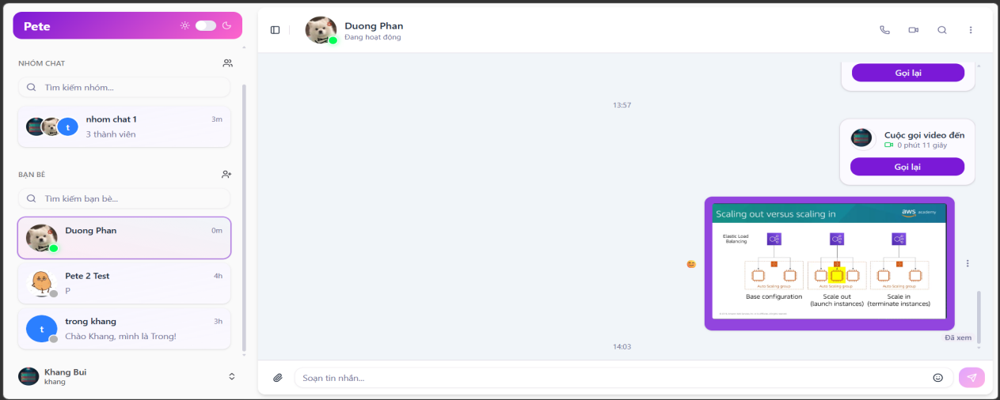 Pete
NHÓM CHAT
Tìm kiếm nhóm...
nhom chat 1
3m
t
3 thành viên
BẠN BÈ
Tìm kiếm bạn bè...
Duong Phan
0m
Pete 2 Test
4h
P
trong khang
3h
t
Chào Khang, mình là Trong!
Khang Bui
khang
Duong Phan
Đang hoạt động
Gọi lại
13:57
Cuộc gọi video đến
0 phút 11 giây
Gọi lại
Scaling out versus scaling in
aws academy
Elastic Load
Balancing
Auto Scaling group
Auto Scaling group
Auto Scaling group
Base configuration
Scale out
(launch instances)
Scale in
(terminate instances)
Đã xem
14:03
Soạn tin nhắn...